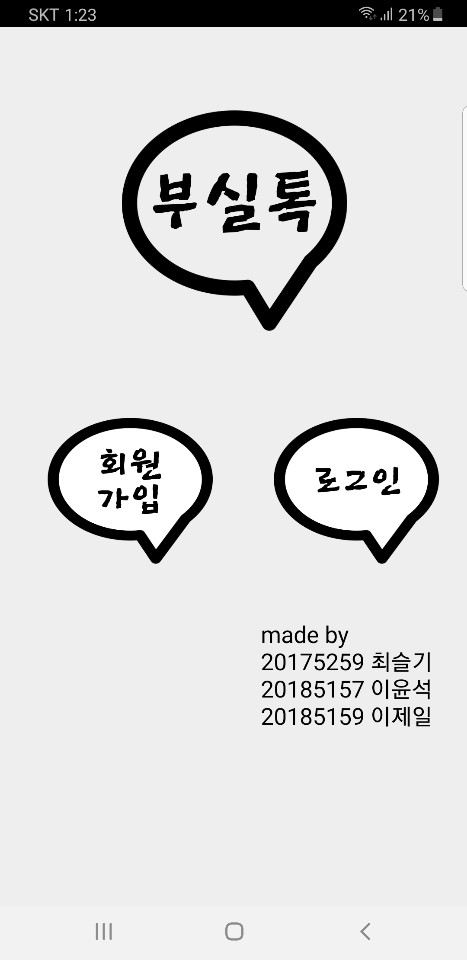 SKT 1:23
21%
부실톡
회원
가입
로그인
made by
20175259 최슬기
20185157 이윤석
20185159 이제일